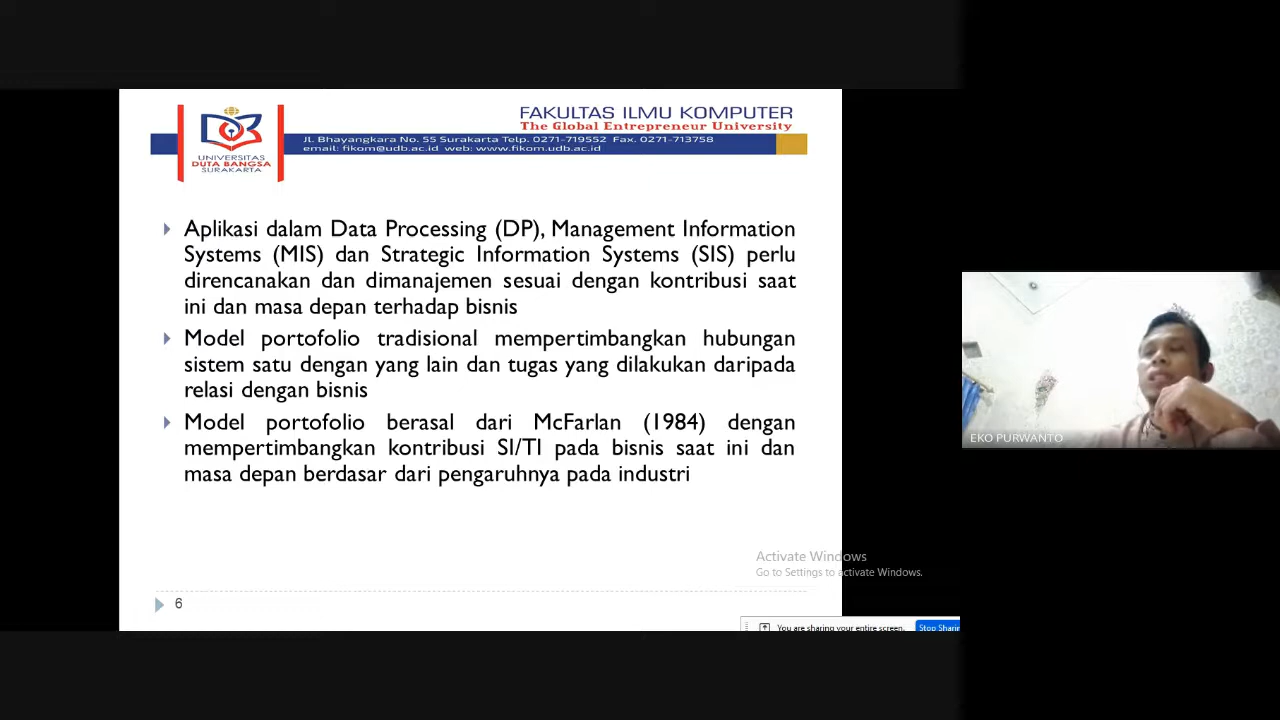 FAKULTAS ILMU KOMPUTER
The Global Entrepreneur University
Jl. Bhayangkara No. 55 Surakarta Telp. 0271-719552 Fax. 0271-713758
email: fikom@udb.ac.id web: www.fikom.udb.ac.id
UNIVERSITAS
DUTA BANGSA
SURAKARTA
Aplikasi dalam Data Processing (DP), Management Information
Systems (MIS) dan Strategic Information Systems (SIS) perlu
direncanakan dan dimanajemen sesuai dengan kontribusi saat
ini dan masa depan terhadap bisnis
Model portofolio tradisional mempertimbangkan hubungan
sistem satu dengan yang lain dan tugas yang dilakukan daripada
relasi dengan bisnis
Model portofolio berasal dari McFarlan (1984) dengan
mempertimbangkan kontribusi SI/TI pada bisnis saat ini dan
masa depan berdasar dari pengaruhnya pada industri
EKO PURWANTO
Activate Windows
Go to Settings to activate Windows.
6
You are sharing your entire screen.
Stop Sharin